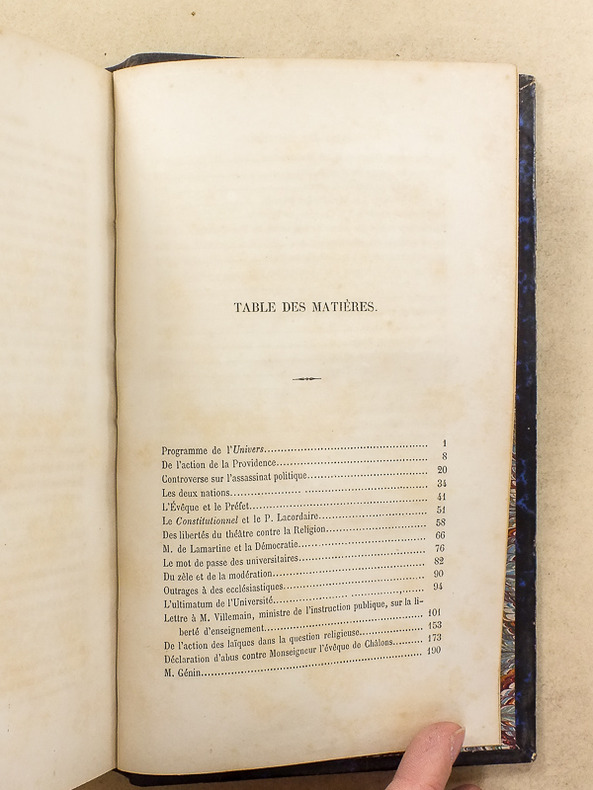 TABLE DES MATIÈRES.
Programme de l'Univers.................... 1
De l'action de la Providence.................... 8
Controverse sur l'assassinat politique.................... 20
Les deux nations.................... 34
L'Évêque et le Préfet.................... 41
Le Constitutionnel et le P. Lacordaire.................... 51
Des libertés du théâtre contre la Religion.................... 58
M. de Lamartine et la Démocratie.................... 66
Le mot de passe des universitaires.................... 76
Du zèle et de la modération.................... 82
Outrages à des ecclésiastiques.................... 90
L'ultimatum de l'Université.................... 94
Lettre à M. Villemain, ministre de l'instruction publique, sur la li-
berté d'enseignement.................... 101
De l'action des laïques dans la question religieuse.................... 153
Déclaration d'abus contre Monseigneur l'évêque de Châlons.................... 173
M. Génin.................... 190